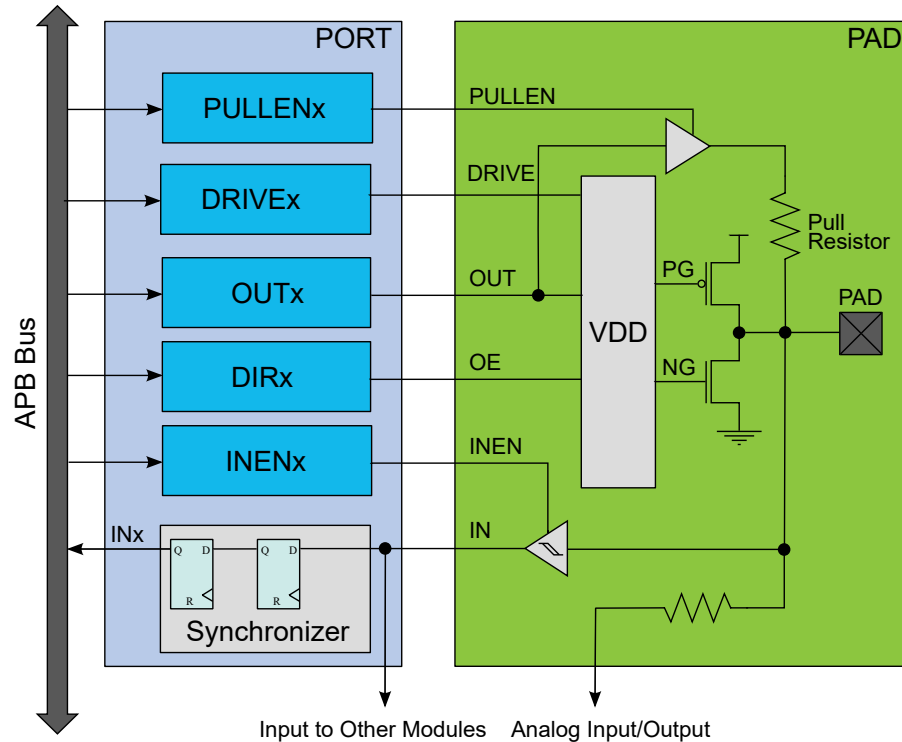 PORT
PAD
APB Bus
PULLENx
PULLEN
DRIVEx
DRIVE
Pull
Resistor
OUTx
OUT
PG
PAD
VDD
DIRx
OE
NG
INENx
INEN
INx
IN
Q D
Q D
R
R
Synchronizer
Input to Other Modules
Analog Input/Output